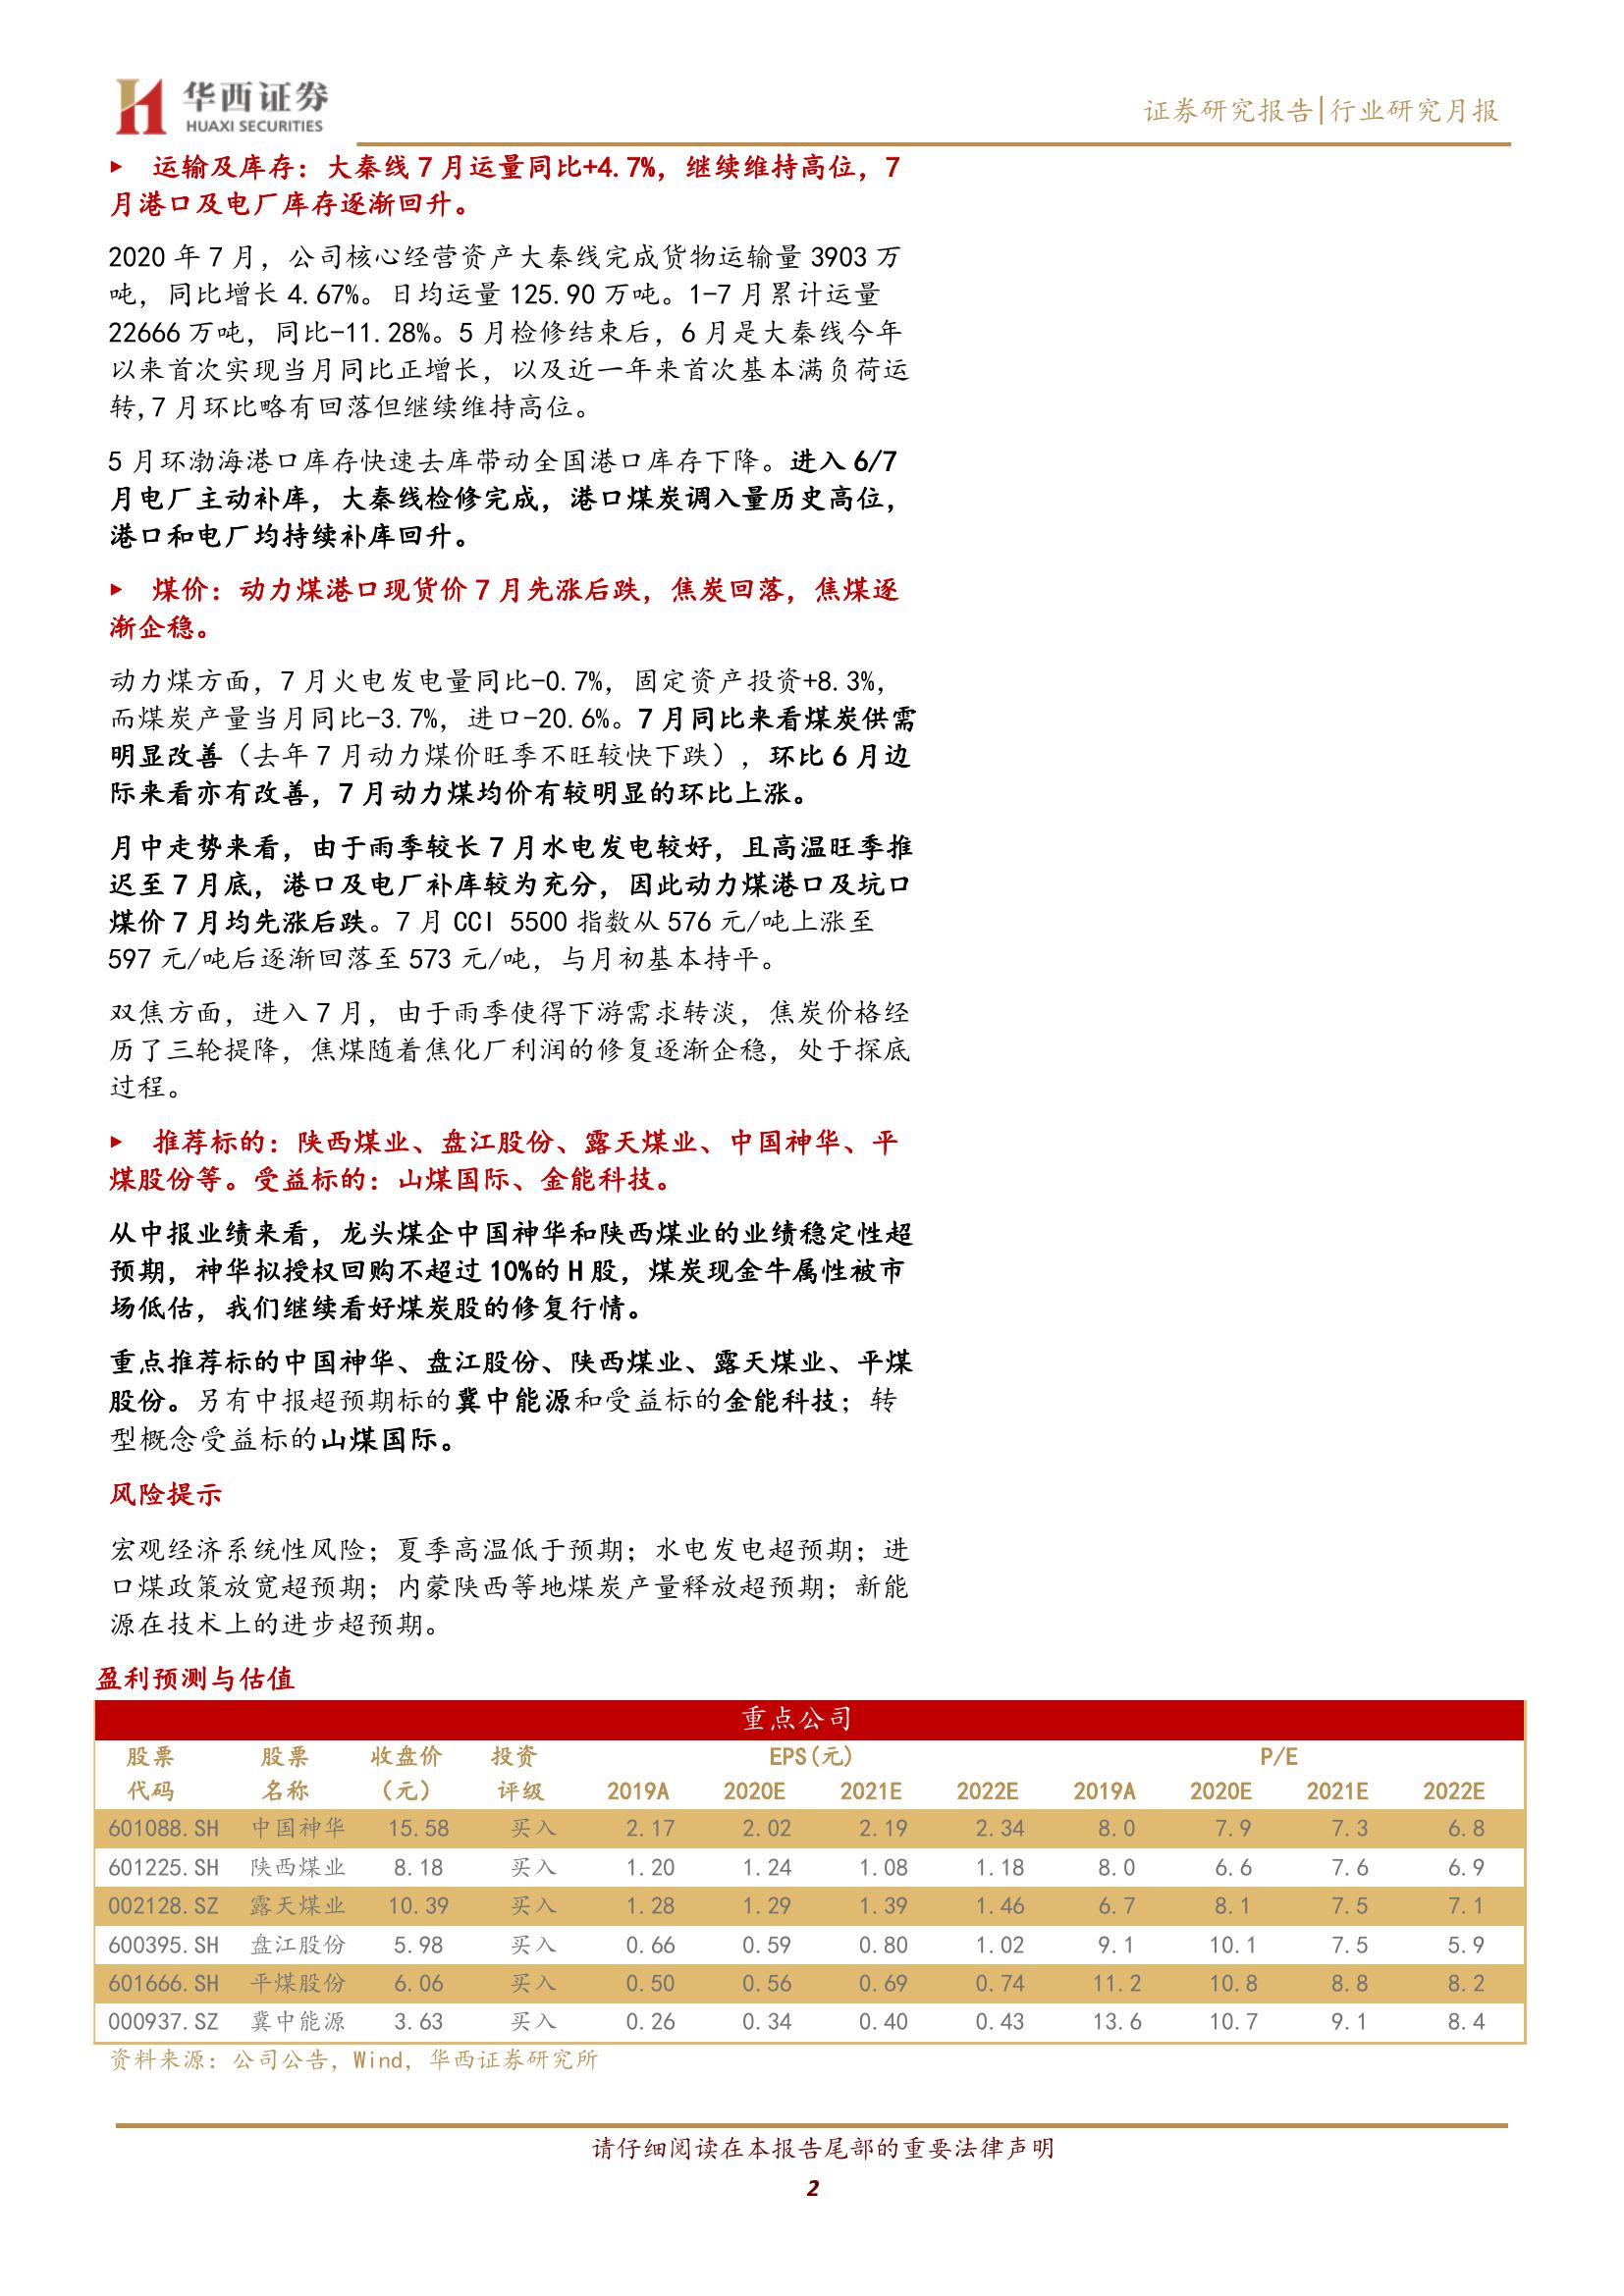 华西证券
HUAXI SECURITIES
证券研究报告|行业研究月报
▶ 运输及库存：大秦线 7 月运量同比+4.7%，继续维持高位，7
月港口及电厂库存逐渐回升。
2020 年 7 月，公司核心经营资产大秦线完成货物运输量 3903 万
吨，同比增长 4.67%。日均运量 125.90 万吨。1-7 月累计运量
22666 万吨，同比-11.28%。5 月检修结束后，6 月是大秦线今年
以来首次实现当月同比正增长，以及近一年来首次基本满负荷运
转,7 月环比略有回落但继续维持高位。
5 月环渤海港口库存快速去库带动全国港口库存下降。进入 6/7
月电厂主动补库，大秦线检修完成，港口煤炭调入量历史高位，
港口和电厂均持续补库回升。
▶ 煤价：动力煤港口现货价 7 月先涨后跌，焦炭回落，焦煤逐
渐企稳。
动力煤方面，7 月火电发电量同比-0.7%，固定资产投资+8.3%，
而煤炭产量当月同比-3.7%，进口-20.6%。7 月同比来看煤炭供需
明显改善（去年 7 月动力煤价旺季不旺较快下跌），环比 6 月边
际来看亦有改善，7 月动力煤均价有较明显的环比上涨。
月中走势来看，由于雨季较长 7 月水电发电较好，且高温旺季推
迟至 7 月底，港口及电厂补库较为充分，因此动力煤港口及坑口
煤价 7 月均先涨后跌。7 月 CCI 5500 指数从 576 元/吨上涨至
597 元/吨后逐渐回落至 573 元/吨，与月初基本持平。
双焦方面，进入 7 月，由于雨季使得下游需求转淡，焦炭价格经
历了三轮提降，焦煤随着焦化厂利润的修复逐渐企稳，处于探底
过程。
▶ 推荐标的：陕西煤业、盘江股份、露天煤业、中国神华、平
煤股份等。受益标的：山煤国际、金能科技。
从中报业绩来看，龙头煤企中国神华和陕西煤业的业绩稳定性超
预期，神华拟授权回购不超过 10%的 H 股，煤炭现金牛属性被市
场低估，我们继续看好煤炭股的修复行情。
重点推荐标的中国神华、盘江股份、陕西煤业、露天煤业、平煤
股份。另有中报超预期标的冀中能源和受益标的金能科技；转
型概念受益标的山煤国际。
风险提示
宏观经济系统性风险；夏季高温低于预期；水电发电超预期；进
口煤政策放宽超预期；内蒙陕西等地煤炭产量释放超预期；新能
源在技术上的进步超预期。
盈利预测与估值
重点公司
股票 股票 收盘价 投资 EPS(元) P/E
代码 名称 （元） 评级 2019A 2020E 2021E 2022E 2019A 2020E 2021E 2022E
601088.SH 中国神华 15.58 买入 2.17 2.02 2.19 2.34 8.0 7.9 7.3 6.8
601225.SH 陕西煤业 8.18 买入 1.20 1.24 1.08 1.18 8.0 6.6 7.6 6.9
002128.SZ 露天煤业 10.39 买入 1.28 1.29 1.39 1.46 6.7 8.1 7.5 7.1
600395.SH 盘江股份 5.98 买入 0.66 0.59 0.80 1.02 9.1 10.1 7.5 5.9
601666.SH 平煤股份 6.06 买入 0.50 0.56 0.69 0.74 11.2 10.8 8.8 8.2
000937.SZ 冀中能源 3.63 买入 0.26 0.34 0.40 0.43 13.6 10.7 9.1 8.4
资料来源：公司公告，Wind，华西证券研究所
请仔细阅读在本报告尾部的重要法律声明
2